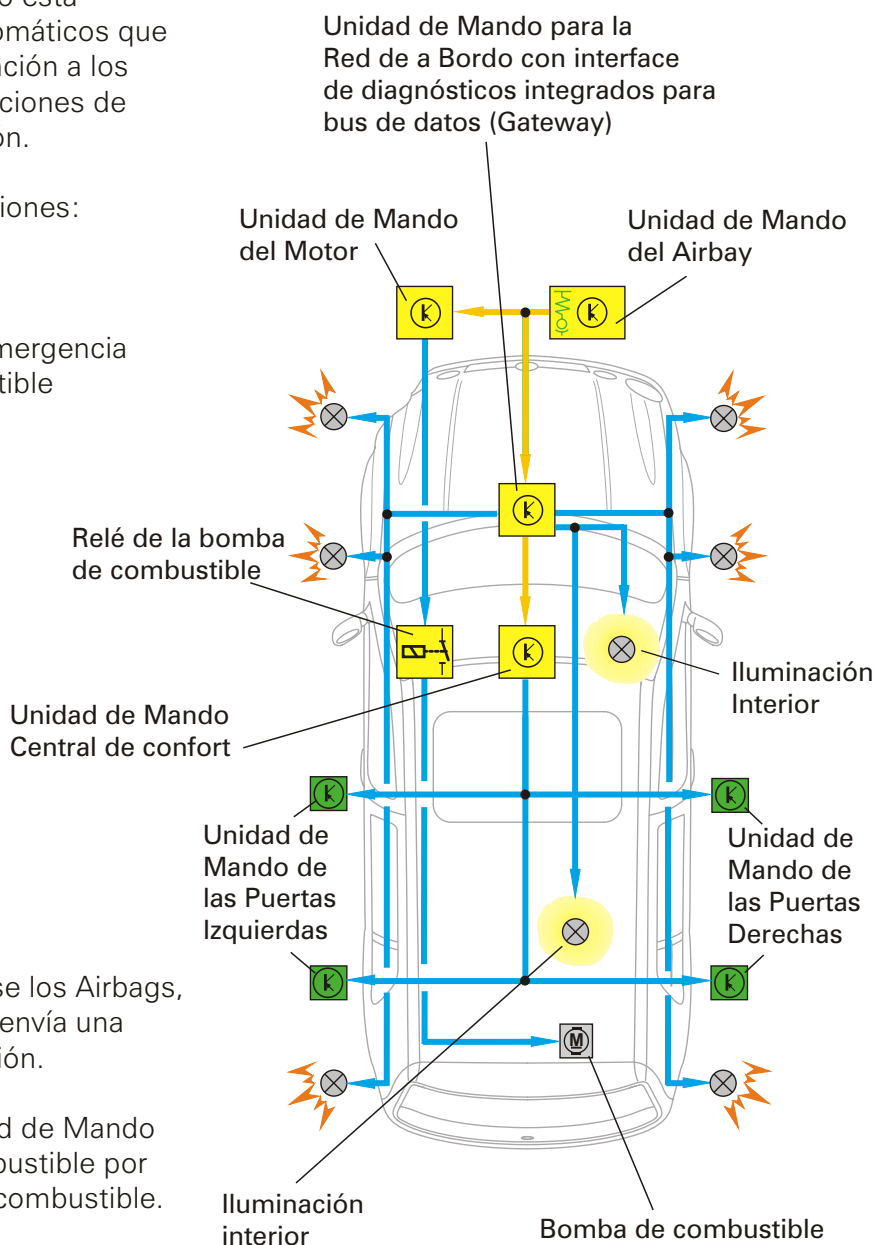 o está
omáticos que
ación a los
ciones de
ón.
iones:
mergencia
tible
se los Airbags,
envía una
ión.
d de Mando
bustible por
combustible.
Unidad de Mando para la
Red de a Bordo con interface
de diagnósticos integrados para
bus de datos (Gateway)
Unidad de Mando
del Motor
Unidad de Mando
del Airbay
Relé de la bomba
de combustible
Iluminación
Interior
Unidad de Mando
Central de confort
Unidad de
Mando de
las Puertas
Izquierdas
Unidad de
Mando de
las Puertas
Derechas
M
Iluminación
interior
Bomba de combustible